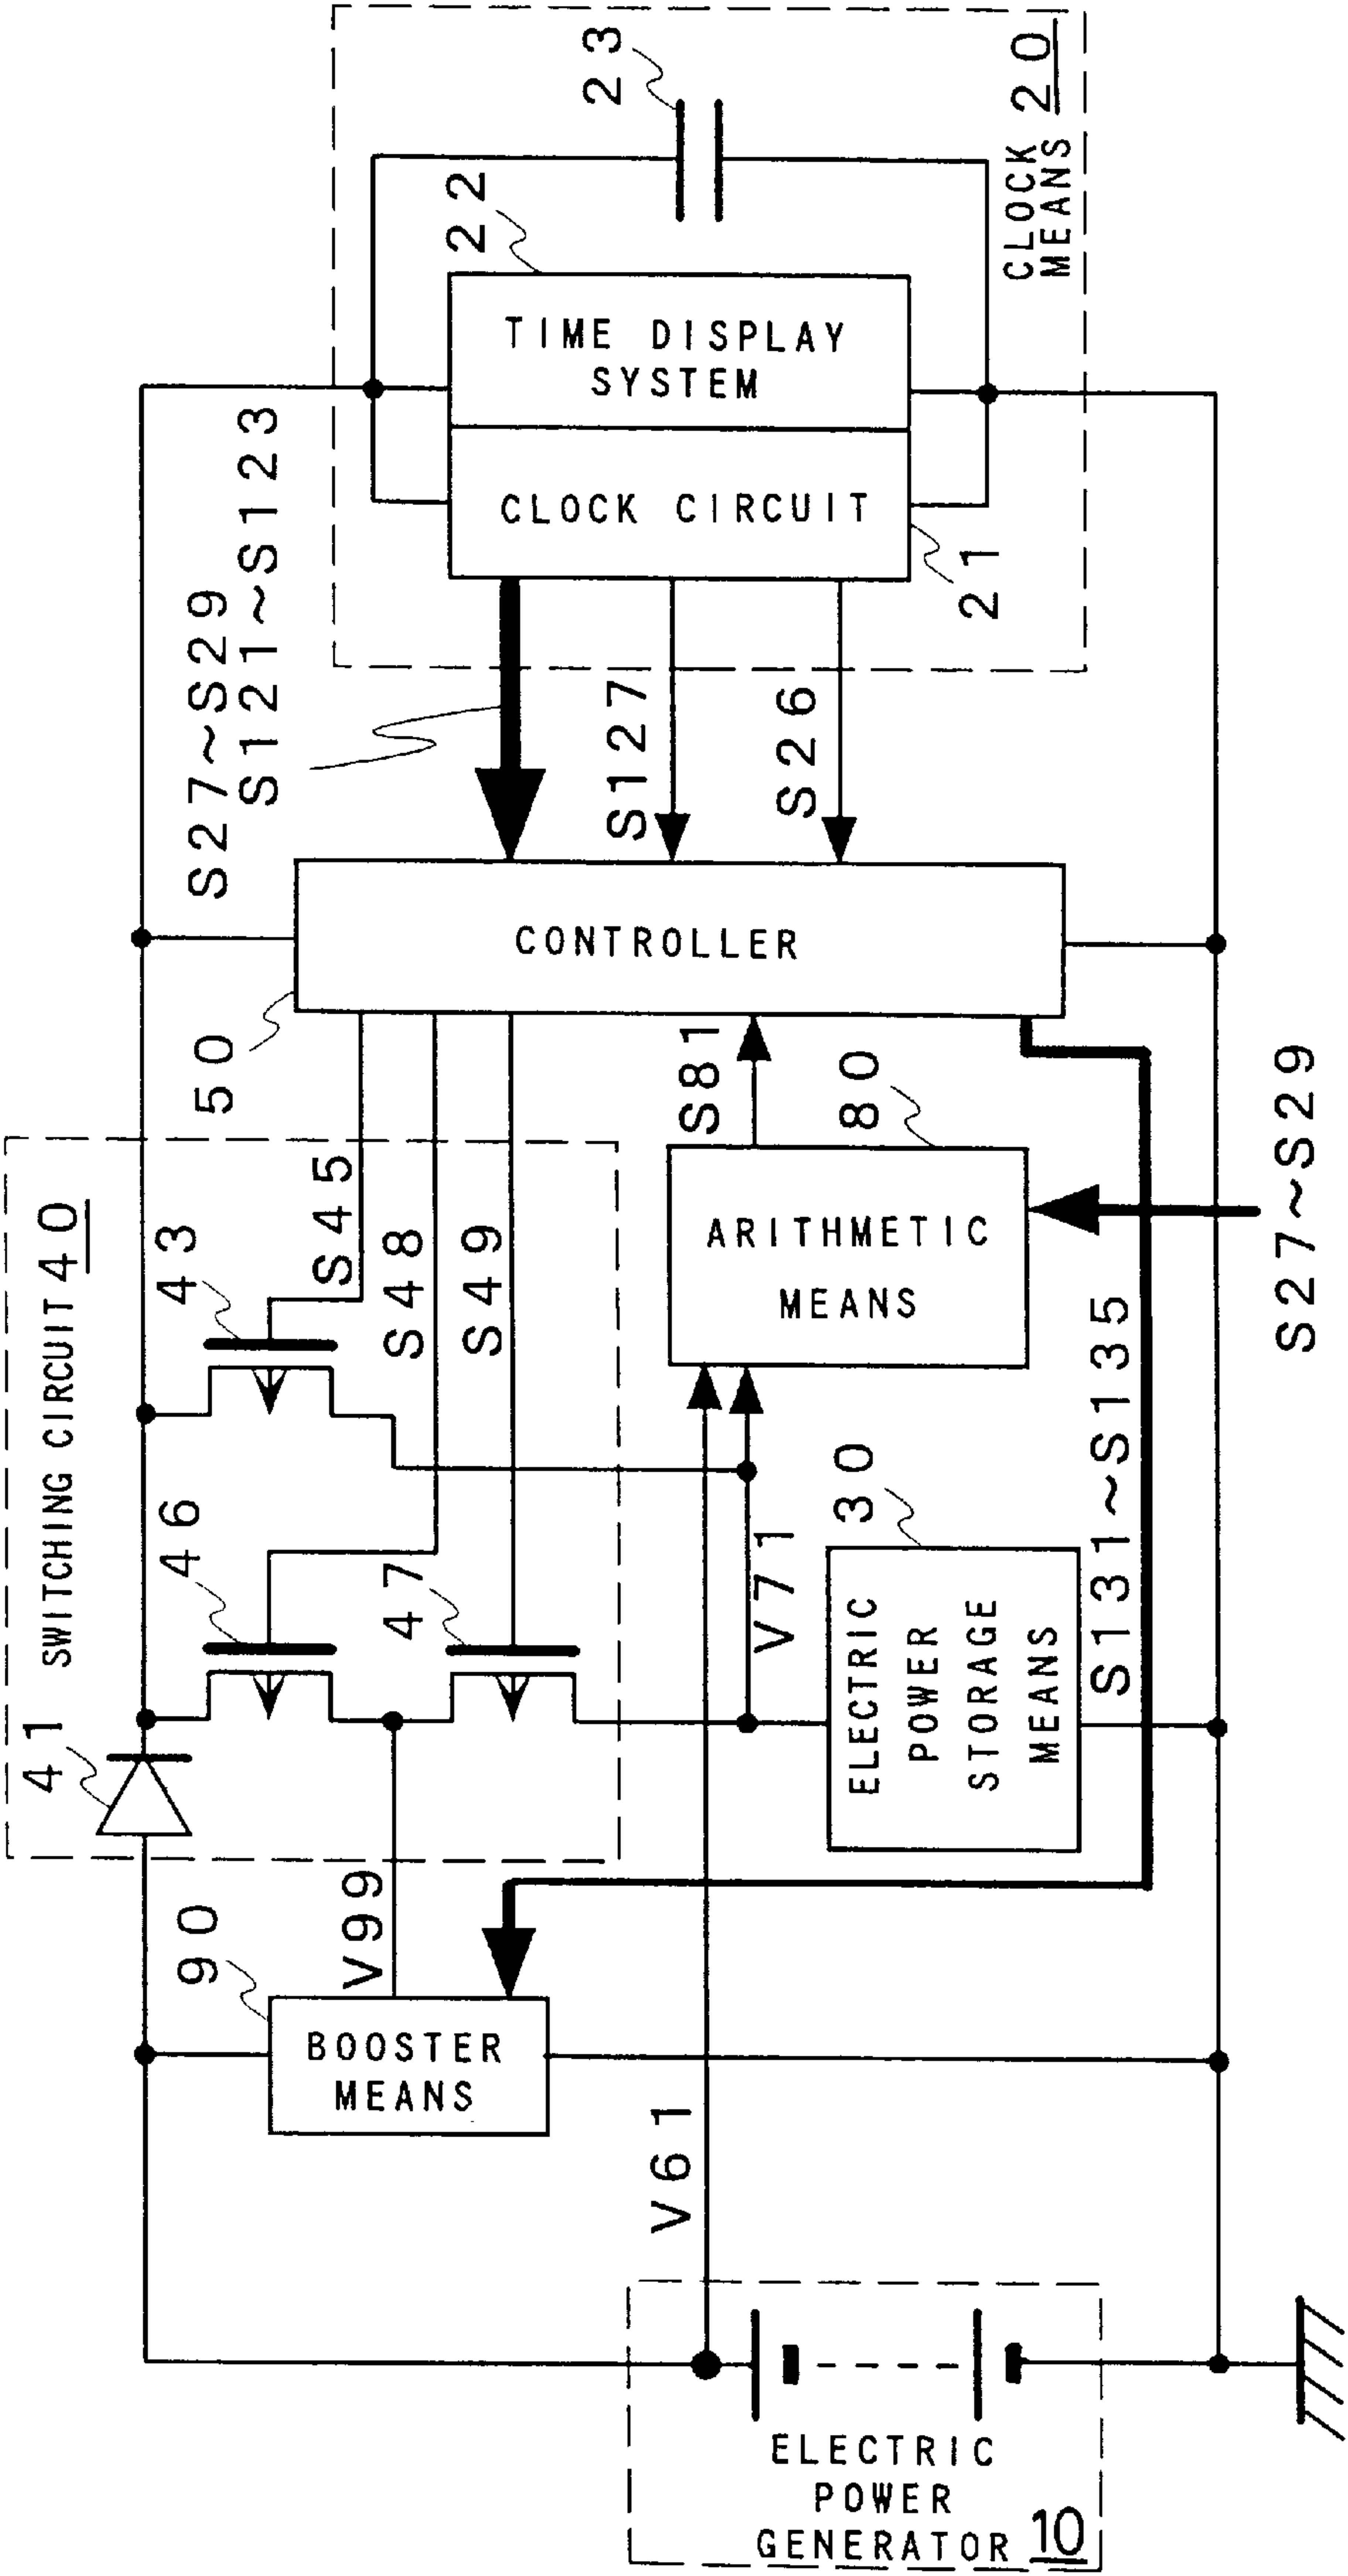 SWITCHING CIRCUIT 40
41
46
43
47
S45
S48
S49
50
S27~S29
S121~S123
22
23
TIME DISPLAY
SYSTEM
CLOCK CIRCUIT
21
CLOCK
MEANS 20
S127
S26
CONTROLLER
90
BOOSTER
MEANS
V99
V61
V71
S81
80
ARITHMETIC
MEANS
30
ELECTRIC
POWER
STORAGE
MEANS
S131~S135
S27~S29
ELECTRIC
POWER
GENERATOR 10